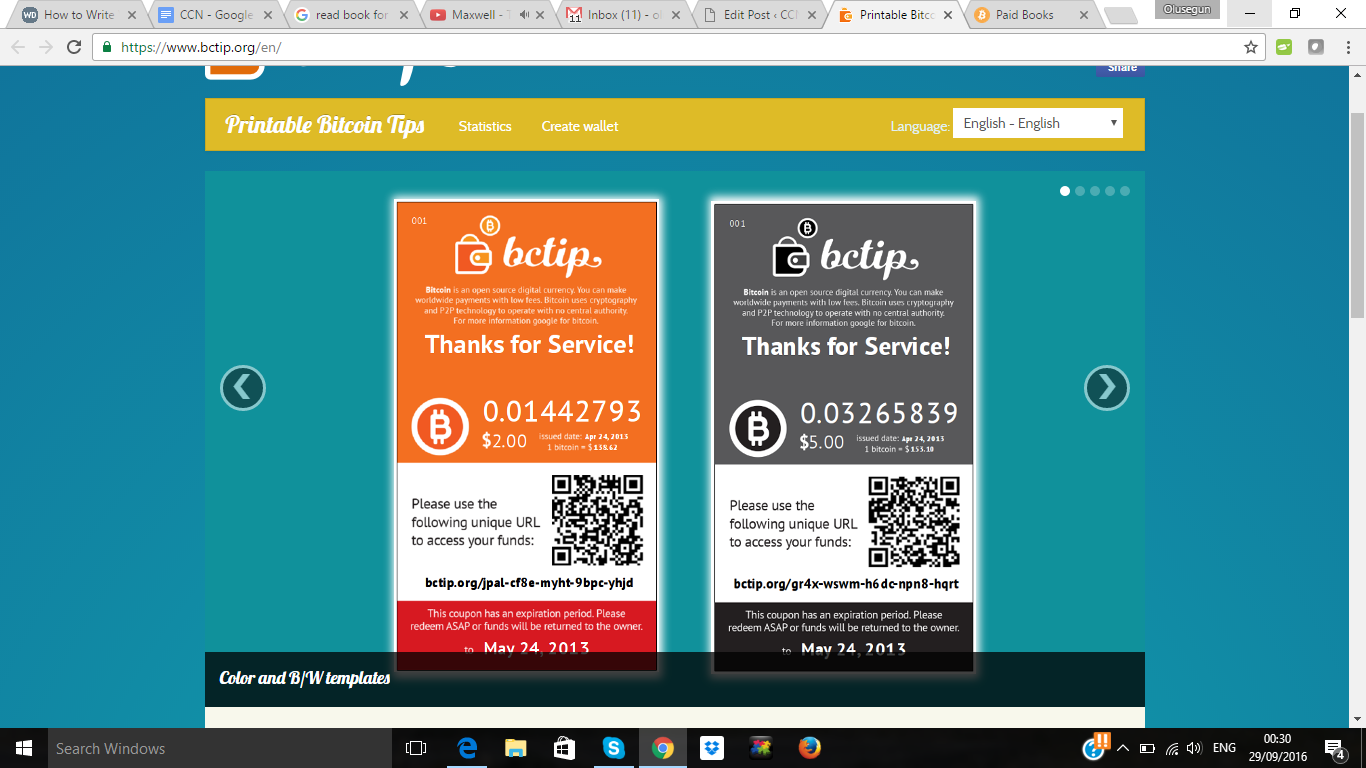 How to Write
CCN - Google
read book for
Maxwell - T
Inbox (11) - ol
11
Edit Post ‹ CCN
Printable Bitco
Paid Books
Olusegun
https://www.bctip.org/en/
Share
Printable Bitcoin Tips
Statistics
Create wallet
Language:
English - English
001
bctip
Bitcoin is an open source digital currency. You can make
worldwide payments with low fees. Bitcoin uses cryptography
and P2P technology to operate with no central authority.
For more information google for bitcoin.
Thanks for Service!
0.01442793
$2.00
issued date: Apr 24, 2013
1 bitcoin = $138.62
Please use the
following unique URL
to access your funds:
bctip.org/jpal-cf8e-myht-9bpc-yhjd
This coupon has an expiration period. Please
redeem ASAP or funds will be returned to the owner.
to May 24, 2013
001
bctip
Bitcoin is an open source digital currency. You can make
worldwide payments with low fees. Bitcoin uses cryptography
and P2P technology to operate with no central authority.
For more information google for bitcoin.
Thanks for Service!
0.03265839
$5.00
issued date: Apr 24, 2013
1 bitcoin = $153.10
Please use the
following unique URL
to access your funds:
bctip.org/gr4x-wswm-h6dc-npn8-hqrt
This coupon has an expiration period. Please
redeem ASAP or funds will be returned to the owner.
to May 24, 2013
Color and B/W templates
Search Windows
ENG
00:30
29/09/2016
4